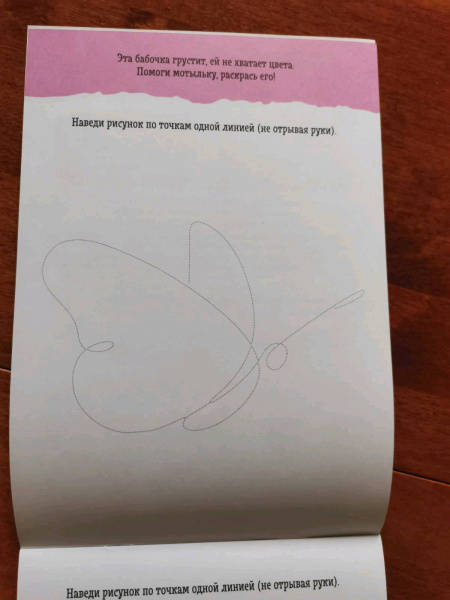 Эта бабочка грустит, ей не хватает цвета.
Помоги мотыльку, раскрась его!
Наведи рисунок по точкам одной линией (не отрывая руки).
Наведи рисунок по точкам одной линией (не отрывая руки).